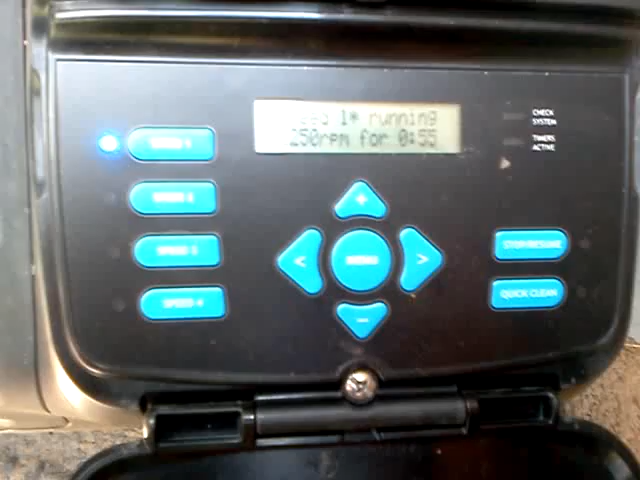 1* running
250rpm for 0:55
CHECK
SYSTEM
TIMERS
ACTIVE
SPEED 1
SPEED 2
SPEED 3
SPEED 4
+
<
MENU
>
-
STOP/RESUME
QUICK CLEAN